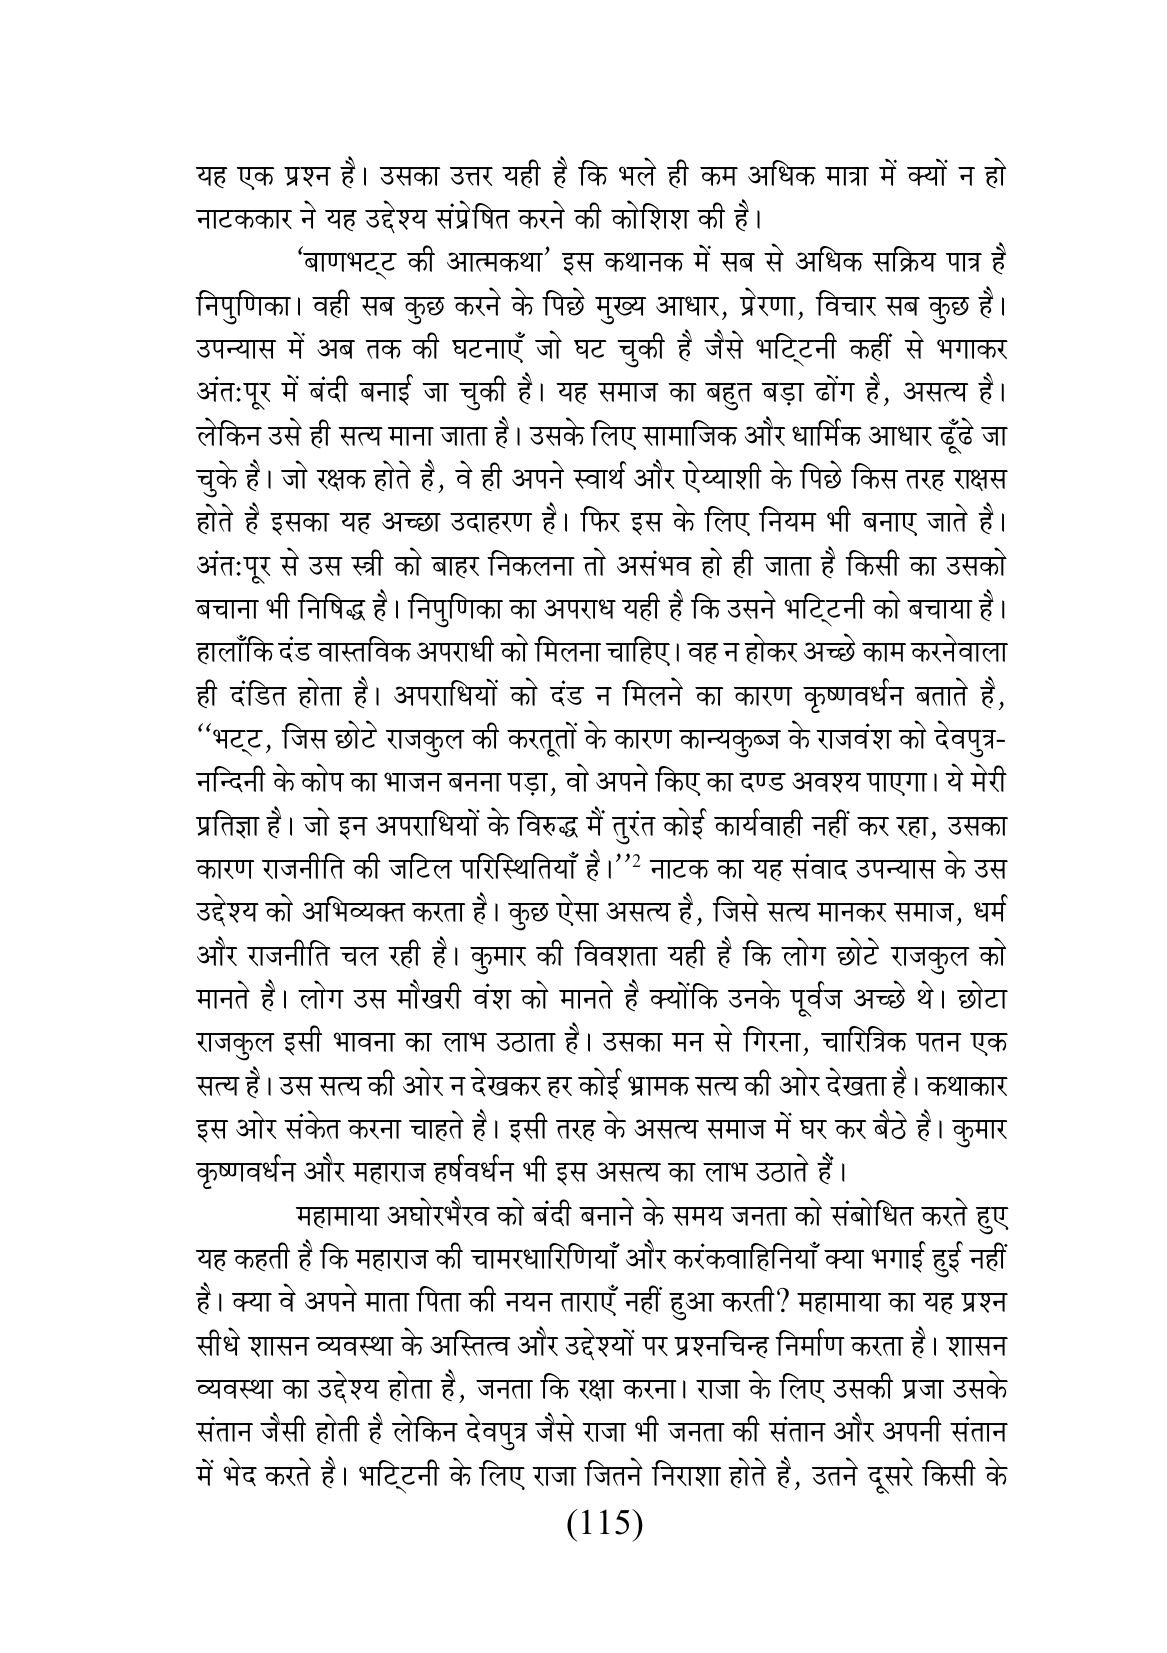 यह एक प्रश्न है। उसका उत्तर यही है कि भले ही कम अधिक मात्रा में क्यों न हो
नाटककार ने यह उद्देश्य संप्रेषित करने की कोशिश की है।
‘बाणभट्ट की आत्मकथा’ इस कथानक में सब से अधिक सक्रिय पात्र है
निपुणिका। वही सब कुछ करने के पिछे मुख्य आधार, प्रेरणा, विचार सब कुछ है।
उपन्यास में अब तक की घटनाएँ जो घट चुकी है जैसे भट्टिनी कहीं से भगाकर
अंत:पूर में बंदी बनाई जा चुकी है। यह समाज का बहुत बड़ा ढोंग है, असत्य है।
लेकिन उसे ही सत्य माना जाता है। उसके लिए सामाजिक और धार्मिक आधार ढूँढे जा
चुके है। जो रक्षक होते है, वे ही अपने स्वार्थ और ऐय्याशी के पिछे किस तरह राक्षस
होते है इसका यह अच्छा उदाहरण है। फिर इस के लिए नियम भी बनाए जाते है।
अंत:पूर से उस स्त्री को बाहर निकलना तो असंभव हो ही जाता है किसी का उसको
बचाना भी निषिद्ध है। निपुणिका का अपराध यही है कि उसने भट्टिनी को बचाया है।
हालाँकि दंड वास्तविक अपराधी को मिलना चाहिए। वह न होकर अच्छे काम करनेवाला
ही दंडित होता है। अपराधियों को दंड न मिलने का कारण कृष्णवर्धन बताते है,
‘‘भट्ट, जिस छोटे राजकुल की करतूतों के कारण कान्यकुब्ज के राजवंश को देवपुत्र-
नन्दिनी के कोप का भाजन बनना पड़ा, वो अपने किए का दण्ड अवश्य पाएगा। ये मेरी
प्रतिज्ञा है। जो इन अपराधियों के विरुद्ध मैं तुरंत कोई कार्यवाही नहीं कर रहा, उसका
कारण राजनीति की जटिल परिस्थितियाँ है।’’2 नाटक का यह संवाद उपन्यास के उस
उद्देश्य को अभिव्यक्त करता है। कुछ ऐसा असत्य है, जिसे सत्य मानकर समाज, धर्म
और राजनीति चल रही है। कुमार की विवशता यही है कि लोग छोटे राजकुल को
मानते है। लोग उस मौखरी वंश को मानते है क्योंकि उनके पूर्वज अच्छे थे। छोटा
राजकुल इसी भावना का लाभ उठाता है। उसका मन से गिरना, चारित्रिक पतन एक
सत्य है। उस सत्य की ओर न देखकर हर कोई भ्रामक सत्य की ओर देखता है। कथाकार
इस ओर संकेत करना चाहते है। इसी तरह के असत्य समाज में घर कर बैठे है। कुमार
कृष्णवर्धन और महाराज हर्षवर्धन भी इस असत्य का लाभ उठाते हैं।
महामाया अघोरभैरव को बंदी बनाने के समय जनता को संबोधित करते हुए
यह कहती है कि महाराज की चामरधारिणियाँ और करंकवाहिनियाँ क्या भगाई हुई नहीं
है। क्या वे अपने माता पिता की नयन ताराएँ नहीं हुआ करती? महामाया का यह प्रश्न
सीधे शासन व्यवस्था के अस्तित्व और उद्देश्यों पर प्रश्नचिन्ह निर्माण करता है। शासन
व्यवस्था का उद्देश्य होता है, जनता कि रक्षा करना। राजा के लिए उसकी प्रजा उसके
संतान जैसी होती है लेकिन देवपुत्र जैसे राजा भी जनता की संतान और अपनी संतान
में भेद करते है। भट्टिनी के लिए राजा जितने निराशा होते है, उतने दूसरे किसी के
(115)